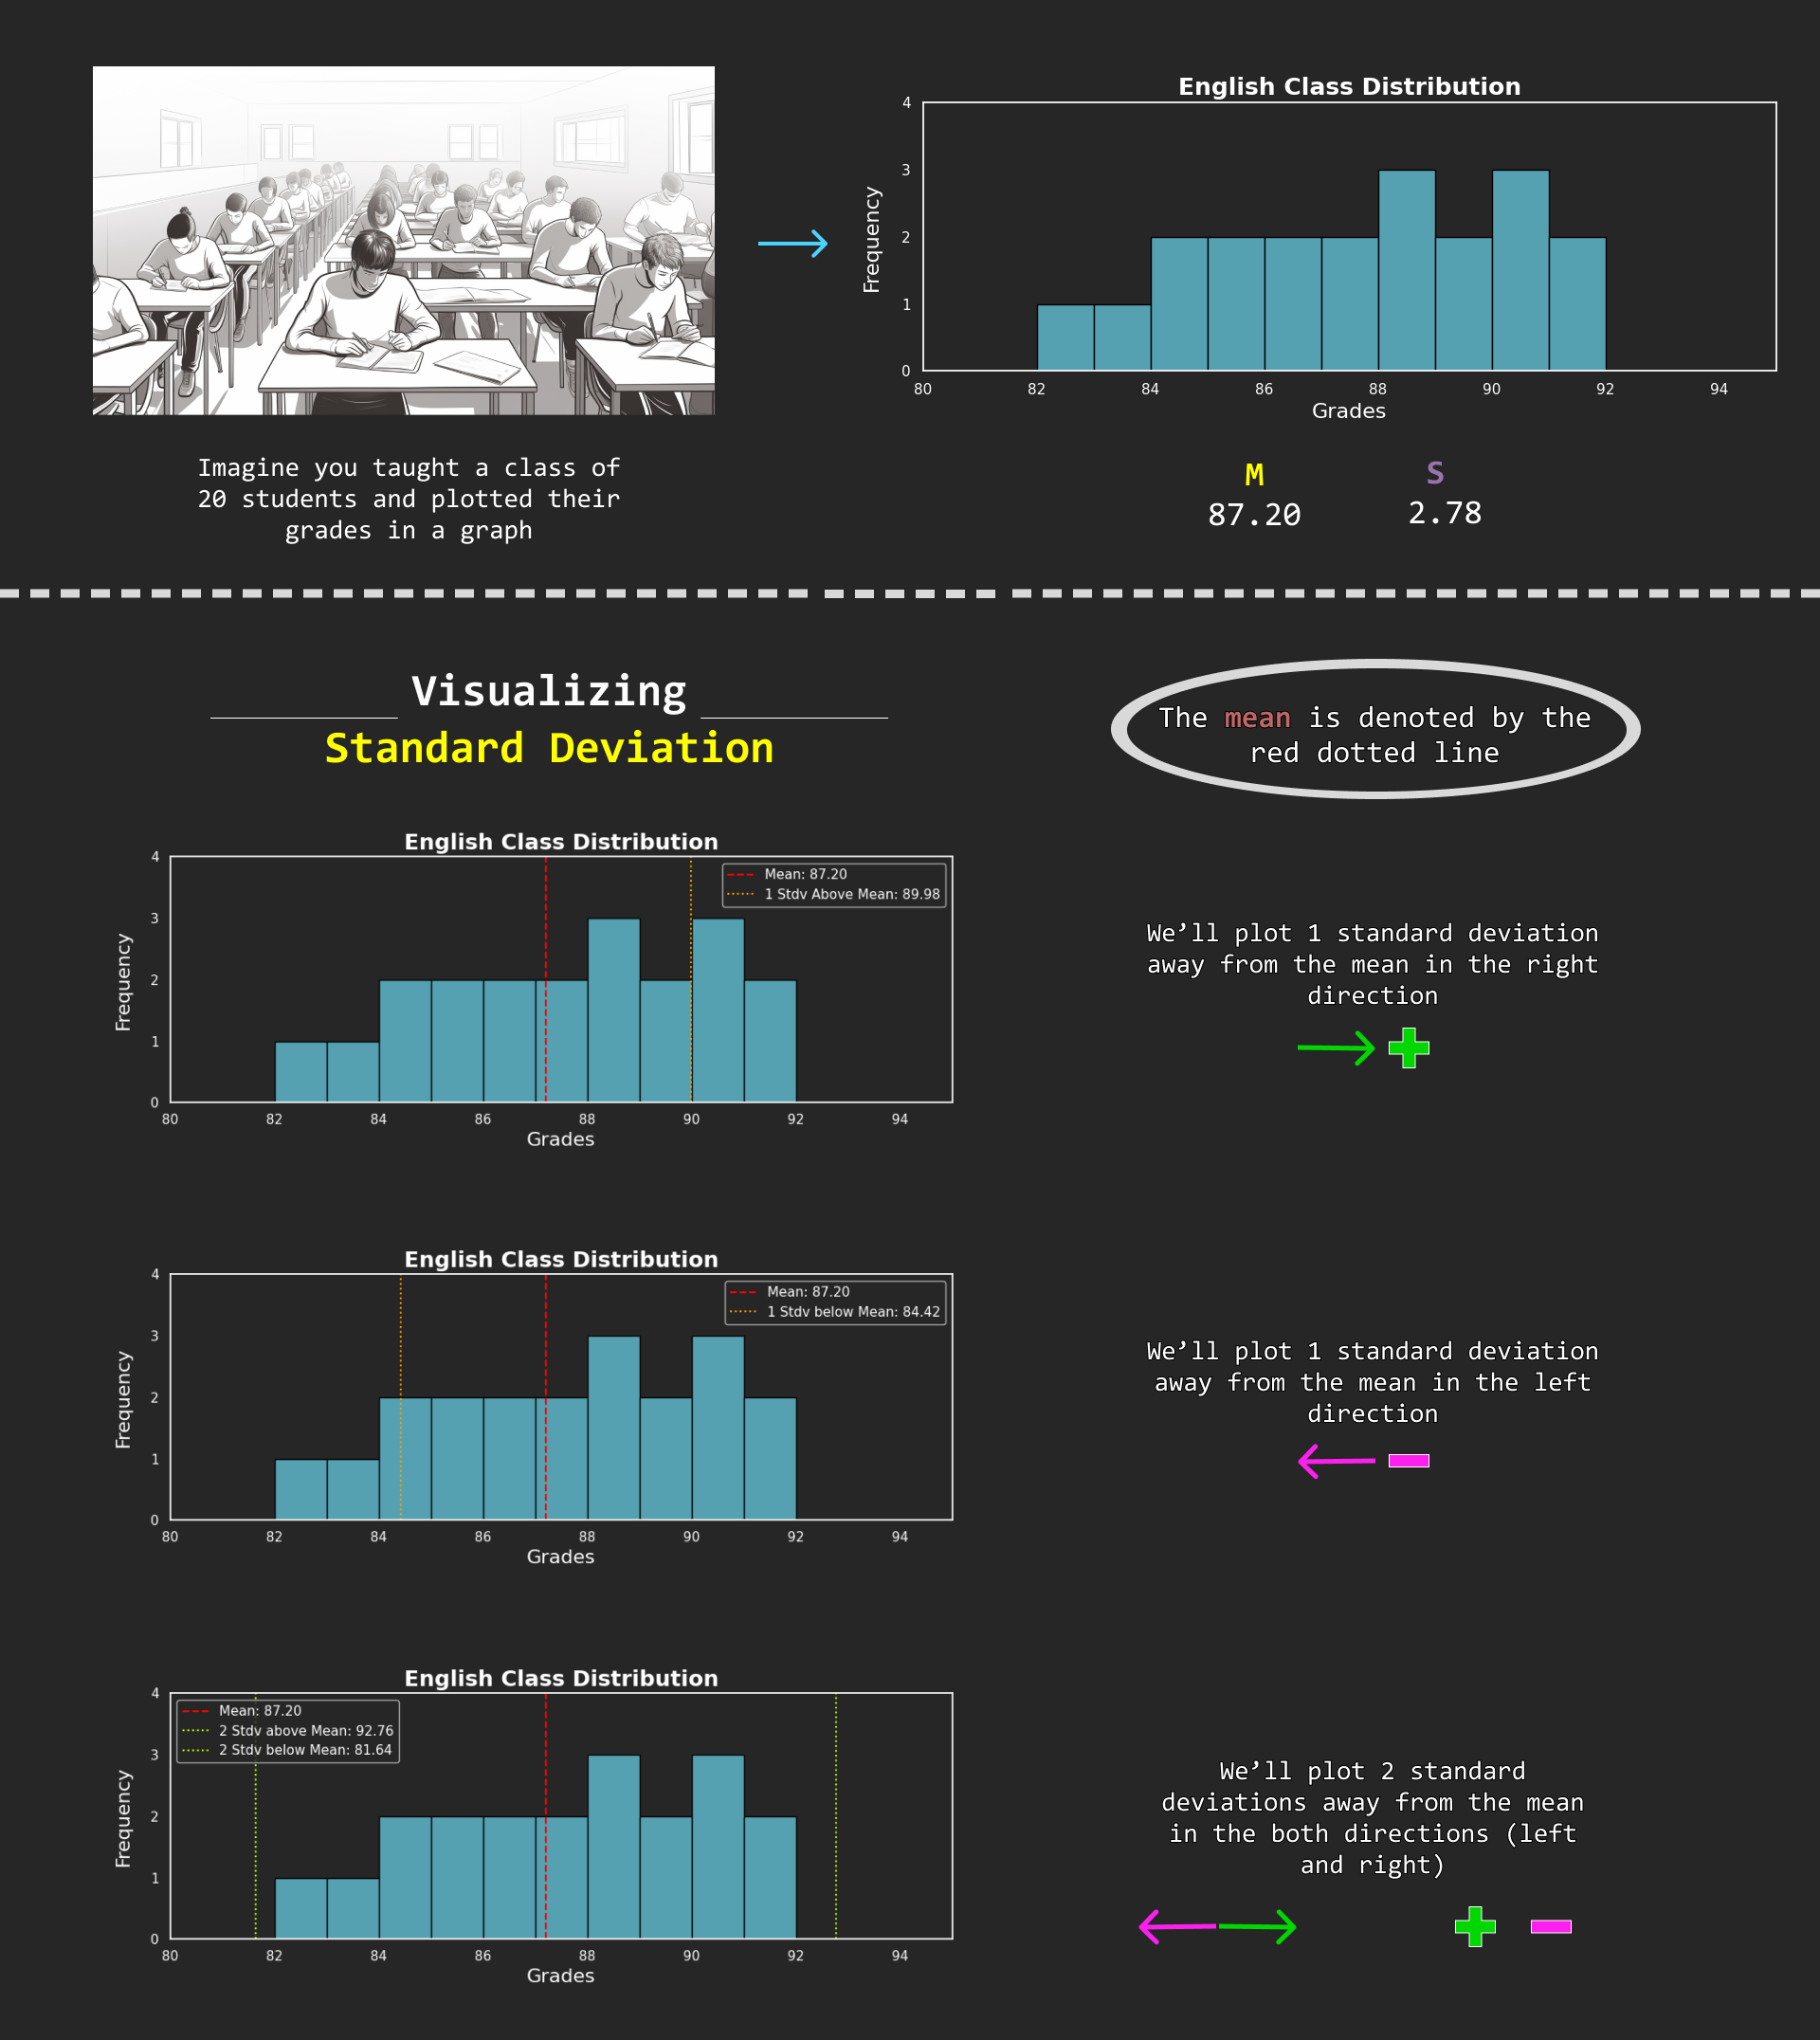 English Class Distribution
4
3
2
1
0
Frequency
80 82 84 86 88 90 92 94
Grades
Imagine you taught a class of
20 students and plotted their
grades in a graph
M S
87.20 2.78
Visualizing
Standard Deviation
The mean is denoted by the
red dotted line
English Class Distribution
Mean: 87.20
1 Stdv Above Mean: 89.98
4
3
2
1
0
Frequency
80 82 84 86 88 90 92 94
Grades
We’ll plot 1 standard deviation
away from the mean in the right
direction
English Class Distribution
Mean: 87.20
1 Stdv below Mean: 84.42
4
3
2
1
0
Frequency
80 82 84 86 88 90 92 94
Grades
We’ll plot 1 standard deviation
away from the mean in the left
direction
English Class Distribution
Mean: 87.20
2 Stdv above Mean: 92.76
2 Stdv below Mean: 81.64
4
3
2
1
0
Frequency
80 82 84 86 88 90 92 94
Grades
We’ll plot 2 standard
deviations away from the mean
in the both directions (left
and right)